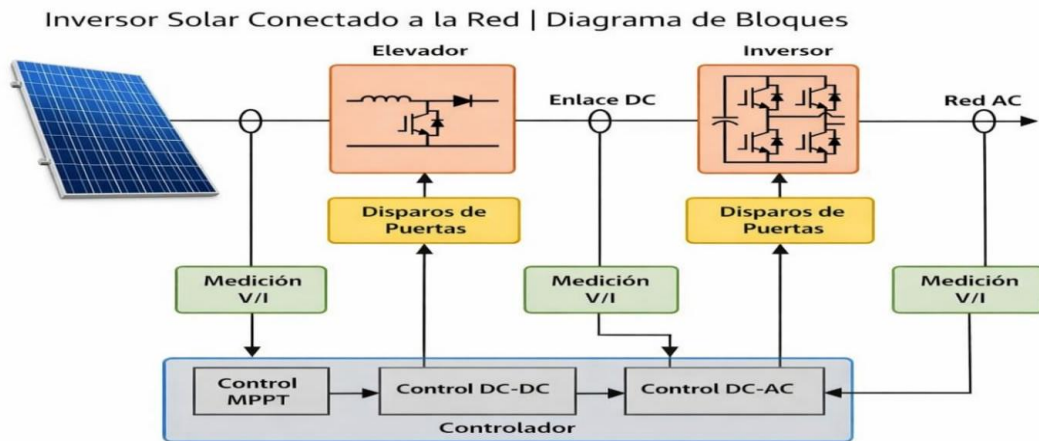 Inversor Solar Conectado a la Red | Diagrama de Bloques
Elevador
Inversor
Enlace DC
Red AC
Disparos de
Puertas
Disparos de
Puertas
Medición
V/I
Medición
V/I
Medición
V/I
Control
MPPT
Control DC-DC
Control DC-AC
Controlador